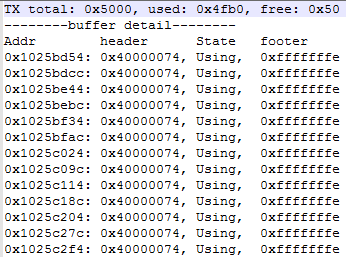 TX total: 0x5000, used: 0x4fb0, free: 0x50
--------buffer detail--------
Addr header State footer
0x1025bd54: 0x40000074, Using, 0xfffffffe
0x1025bdcc: 0x40000074, Using, 0xfffffffe
0x1025be44: 0x40000074, Using, 0xfffffffe
0x1025bebc: 0x40000074, Using, 0xfffffffe
0x1025bf34: 0x40000074, Using, 0xfffffffe
0x1025bfac: 0x40000074, Using, 0xfffffffe
0x1025c024: 0x40000074, Using, 0xfffffffe
0x1025c09c: 0x40000074, Using, 0xfffffffe
0x1025c114: 0x40000074, Using, 0xfffffffe
0x1025c18c: 0x40000074, Using, 0xfffffffe
0x1025c204: 0x40000074, Using, 0xfffffffe
0x1025c27c: 0x40000074, Using, 0xfffffffe
0x1025c2f4: 0x40000074, Using, 0xfffffffe